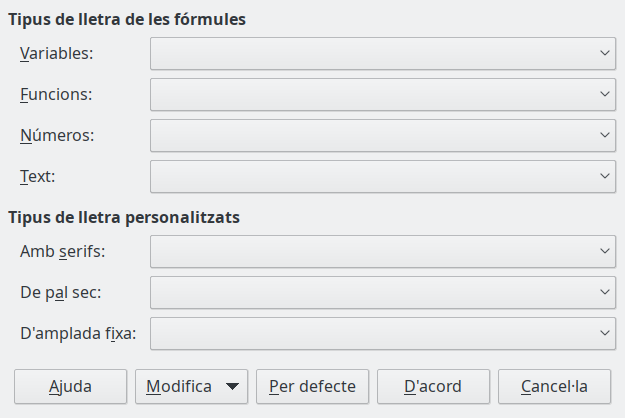 Tipus de lletra de les fórmules
Variables:
Funcions:
Números:
Text:
Tipus de lletra personalitzats
Amb serifs:
De pal sec:
D'amplada fixa:
Ajuda Modifica Per defecte D'acord Cancel·la